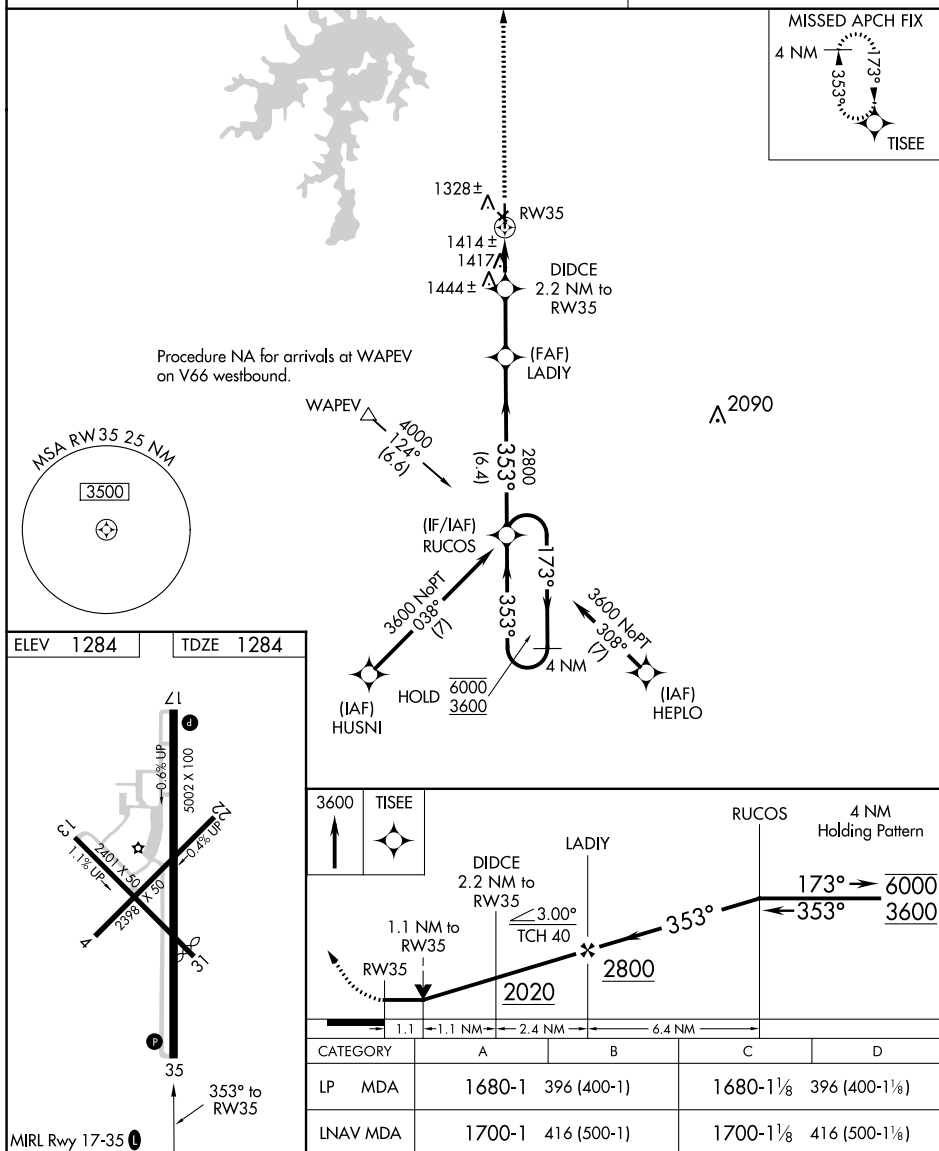 MISSED APCH FIX
4 NM
353°
173°
TISEE
1328 ±
RW35
1414 ±
1417
1444 ±
DIDCE
2.2 NM to
RW35
(FAF)
LADIY
Procedure NA for arrivals at WAPEV
on V66 westbound.
WAPEV
4000
124°
(6.6)
2090
2800
353°
(6.4)
MSA RW35 25 NM
3500
(IF/IAF)
RUCOS
173°
353°
3600 NoPT
038°
(7)
3600 NoPT
308°
(7)
4 NM
HOLD
6000
3600
(IAF)
HUSNI
(IAF)
HEPLO
ELEV 1284
TDZE 1284
17
P
0.6% UP
5002 X 100
22
0.4% UP
13
1.1% UP
2401 X 50
2398 X 50
4
31
P
35
353° to
RW35
MIRL Rwy 17-35 L
3600
TISEE
RUCOS
4 NM
Holding Pattern
LADIY
DIDCE
2.2 NM to
RW35
3.00°
TCH 40
173°
6000
353°
353°
3600
1.1 NM to
RW35
RW35
2020
2800
1.1
1.1 NM
2.4 NM
6.4 NM
CATEGORY A B C D
LP MDA 1680-1 396 (400-1) 1680-1⅛ 396 (400-1⅛)
LNAV MDA 1700-1 416 (500-1) 1700-1⅛ 416 (500-1⅛)